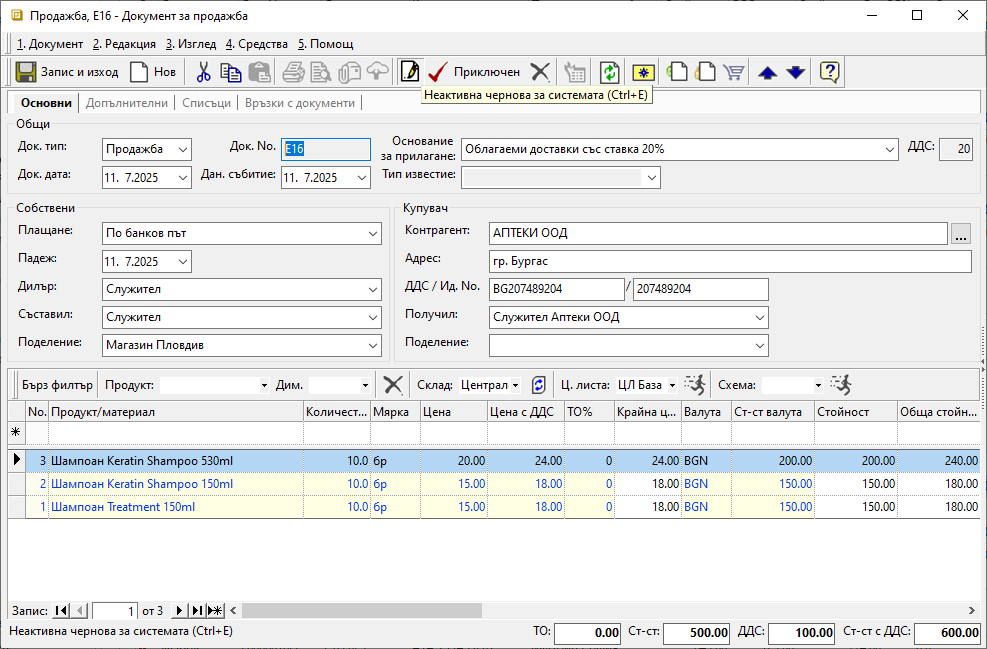 Продажба, E16 - Документ за продажба
1. Документ 2. Редакция 3. Изглед 4. Средства 5. Помощ
Запис и изход Нов Приключен
Неактивна чернова за системата (Ctrl+E)
Основни Допълнителни Списъци Връзки с документи
Общи
Док. тип: Продажба Док. No. E16 Основание за прилагане: Облагаеми доставки със ставка 20% ДДС: 20
Док. дата: 11. 7.2025 Дан. събитие: 11. 7.2025 Тип известие:
Собствени
Плащане: По банков път
Падеж: 11. 7.2025
Дилър: Служител
Съставил: Служител
Поделение: Магазин Пловдив
Купувач
Контрагент: АПТЕКИ ООД ...
Адрес: гр. Бургас
ДДС / Ид. No. BG207489204 / 207489204
Получил: Служител Аптеки ООД
Поделение:
Бърз филтър Продукт: Дим. Склад: Централ Ц. листа: ЦЛ База Схема:
No. Продукт/материал Количест... Мярка Цена Цена с ДДС ТО% Крайна ц... Валута Ст-ст валута Стойност Обща стойн...
3 Шампоан Keratin Shampoo 530ml 10.0 бр 20.00 24.00 0 24.00 BGN 200.00 200.00 240.00
2 Шампоан Keratin Shampoo 150ml 10.0 бр 15.00 18.00 0 18.00 BGN 150.00 150.00 180.00
1 Шампоан Treatment 150ml 10.0 бр 15.00 18.00 0 18.00 BGN 150.00 150.00 180.00
Запис: 1 от 3
Неактивна чернова за системата (Ctrl+E) ТО: 0.00 Ст-ст: 500.00 ДДС: 100.00 Ст-ст с ДДС: 600.00